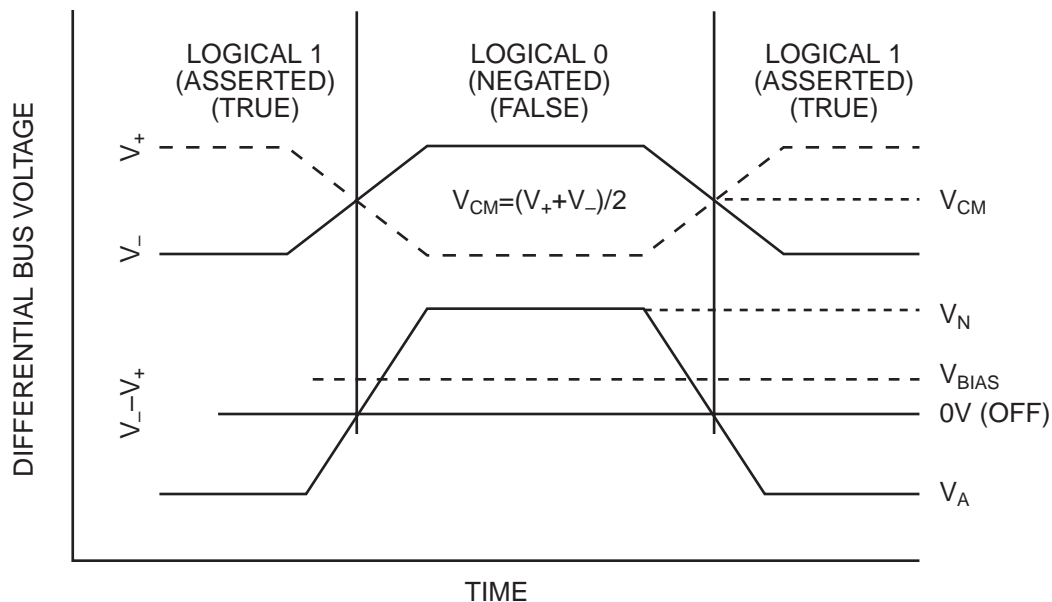 LOGICAL 1
(ASSERTED)
(TRUE)
LOGICAL 0
(NEGATED)
(FALSE)
LOGICAL 1
(ASSERTED)
(TRUE)
DIFFERENTIAL BUS VOLTAGE
V+
V–
V––V+
VCM=(V++V–)/2
VCM
VN
VBIAS
0V (OFF)
VA
TIME